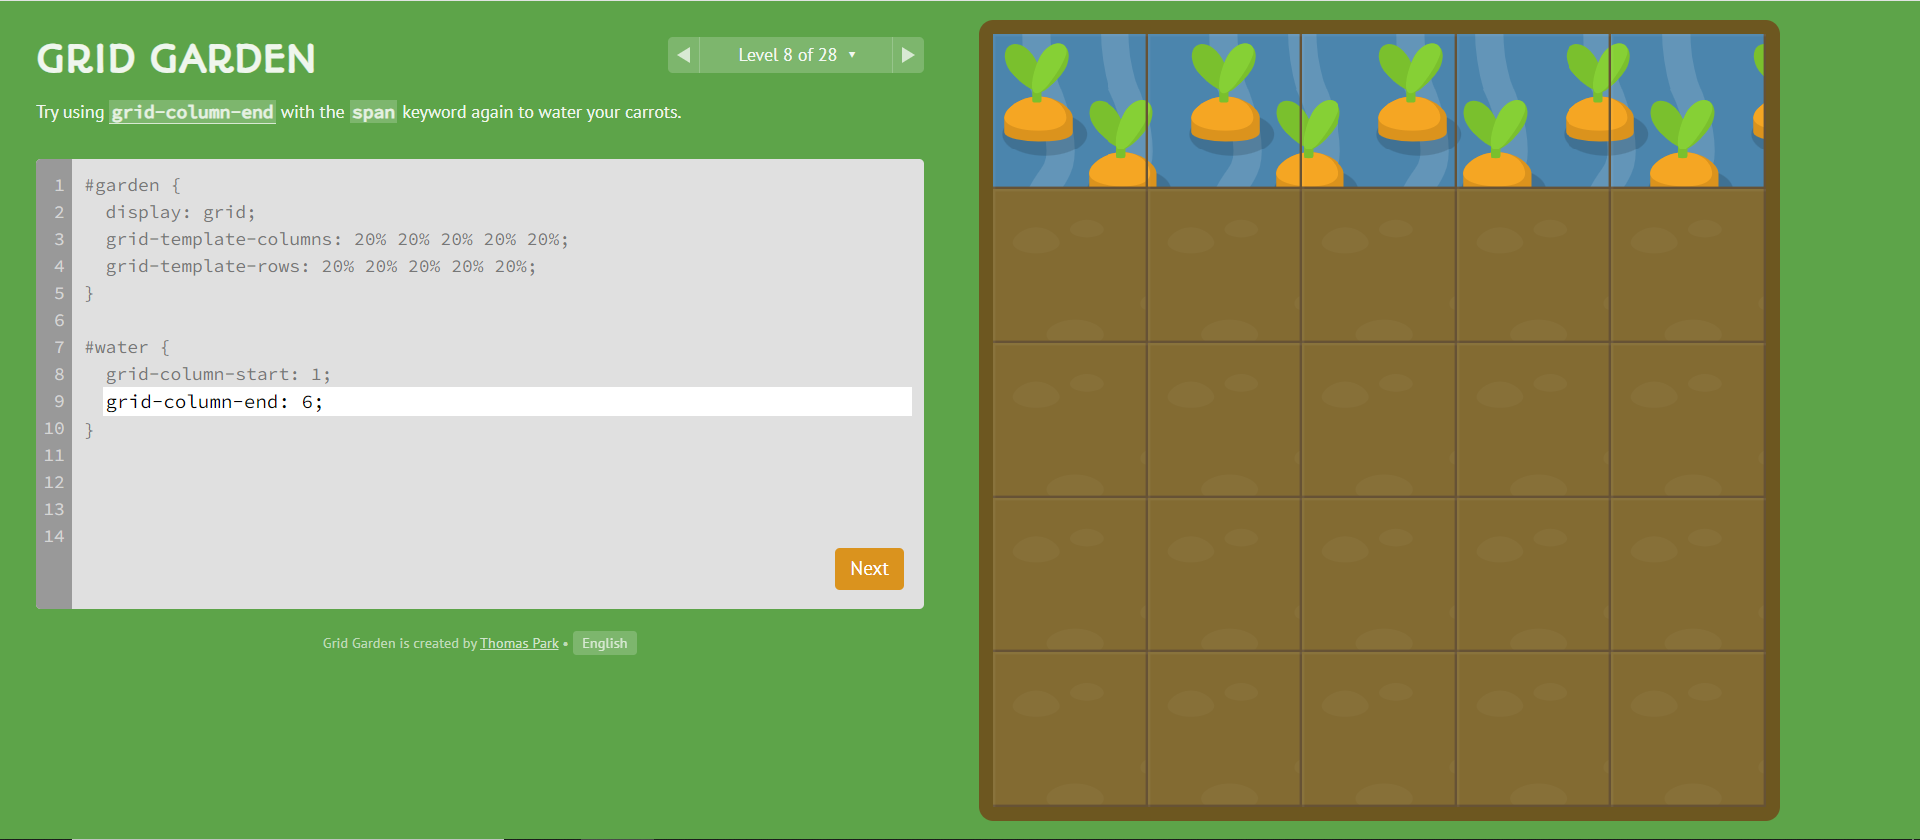 GRID GARDEN
◀ Level 8 of 28 ▼ ▶
Try using grid-column-end with the span keyword again to water your carrots.
1 #garden {
2   display: grid;
3   grid-template-columns: 20% 20% 20% 20% 20%;
4   grid-template-rows: 20% 20% 20% 20% 20%;
5 }
6
7 #water {
8   grid-column-start: 1;
9   grid-column-end: 6;
10 }
11
12
13
14
Next
Grid Garden is created by Thomas Park • English